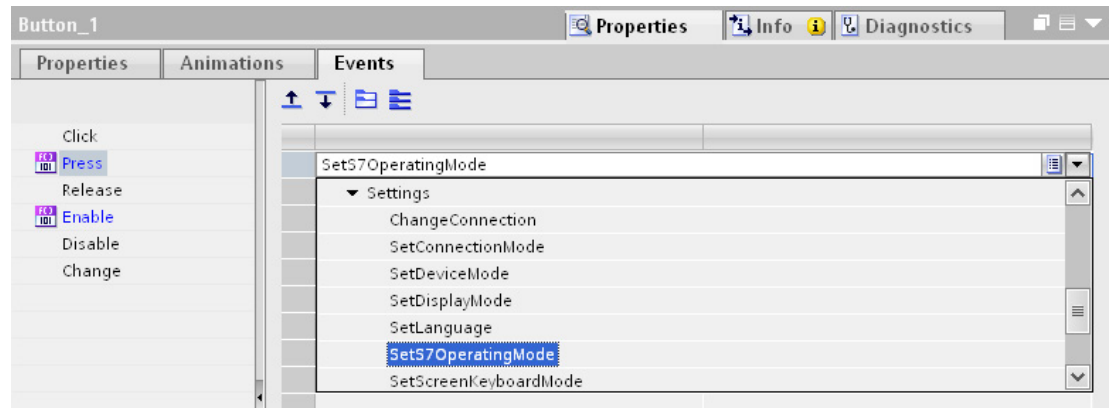 Button_1 Properties Info Diagnostics
Properties Animations Events
Click
Press
Release
Enable
Disable
Change
SetS7OperatingMode
Settings
ChangeConnection
SetConnectionMode
SetDeviceMode
SetDisplayMode
SetLanguage
SetS7OperatingMode
SetScreenKeyboardMode